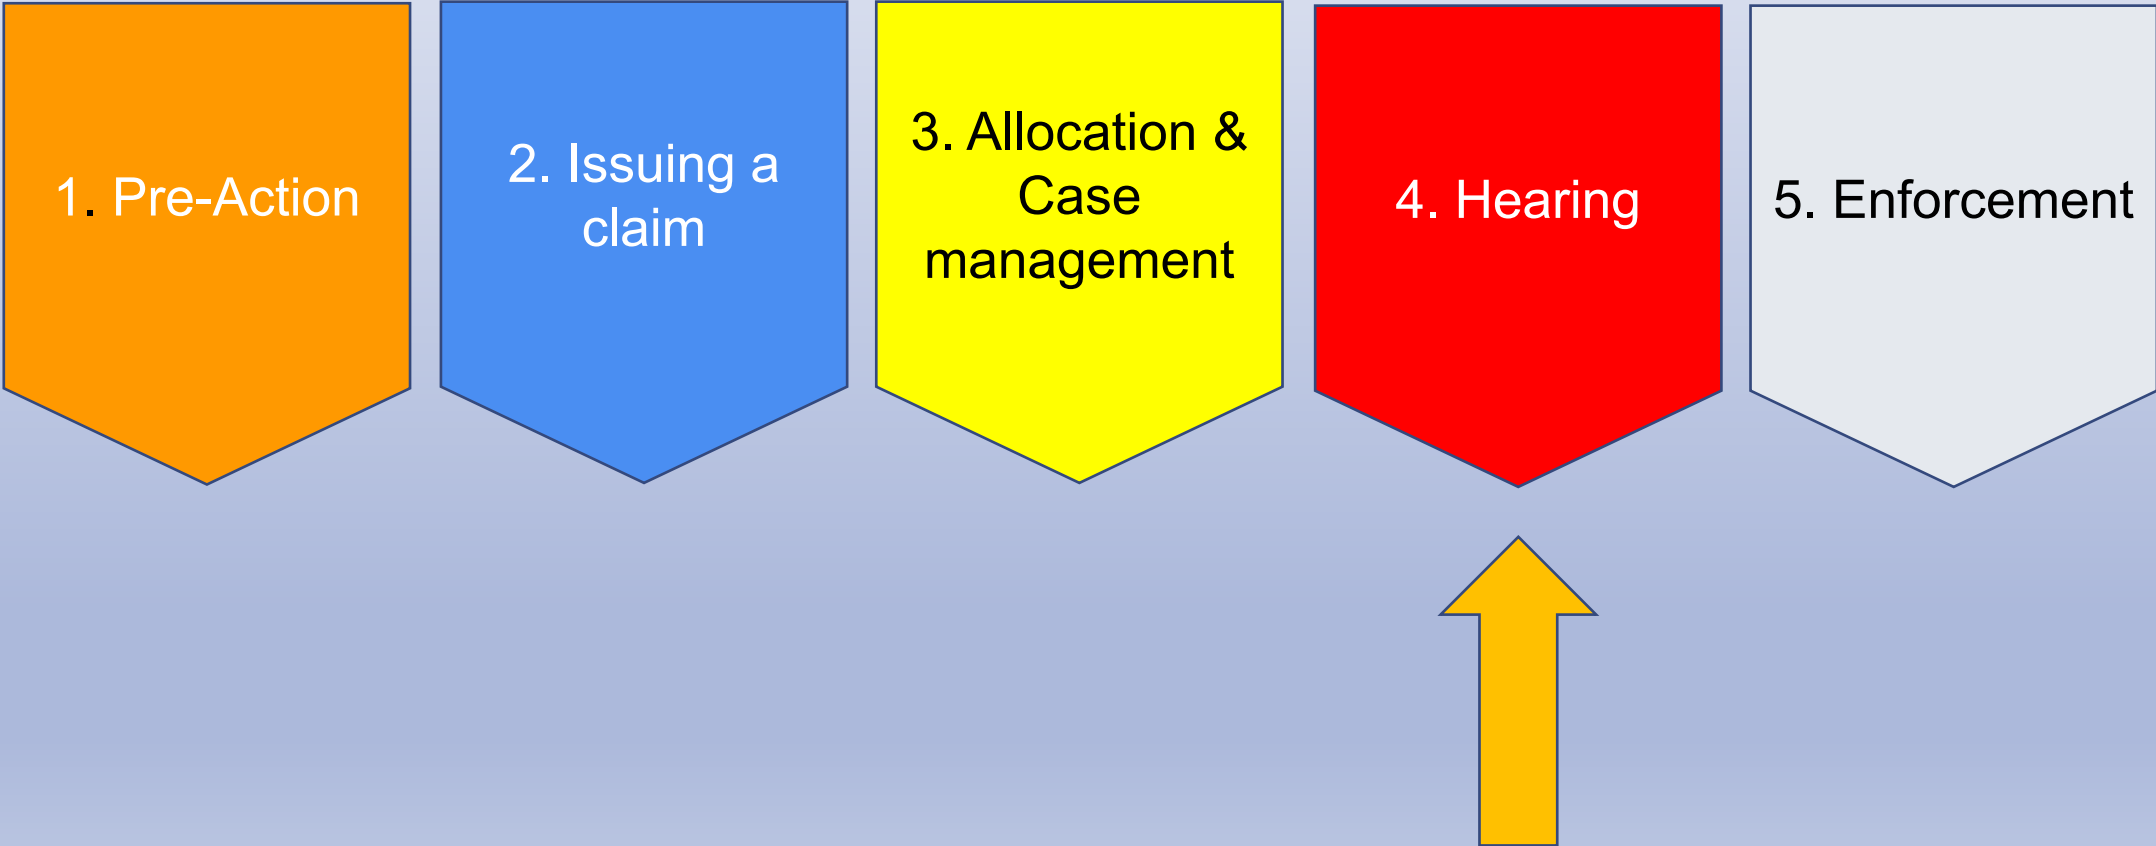 1. Pre-Action
2. Issuing a
claim
3. Allocation &
Case
management
4. Hearing
5. Enforcement